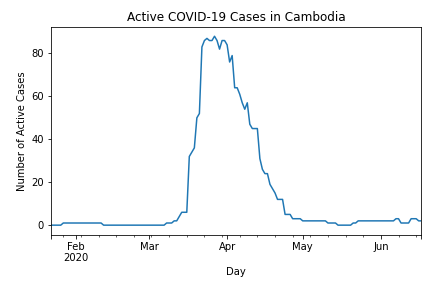 Active COVID-19 Cases in Cambodia
Number of Active Cases
80
60
40
20
0
Feb
2020
Mar
Apr
May
Jun
Day